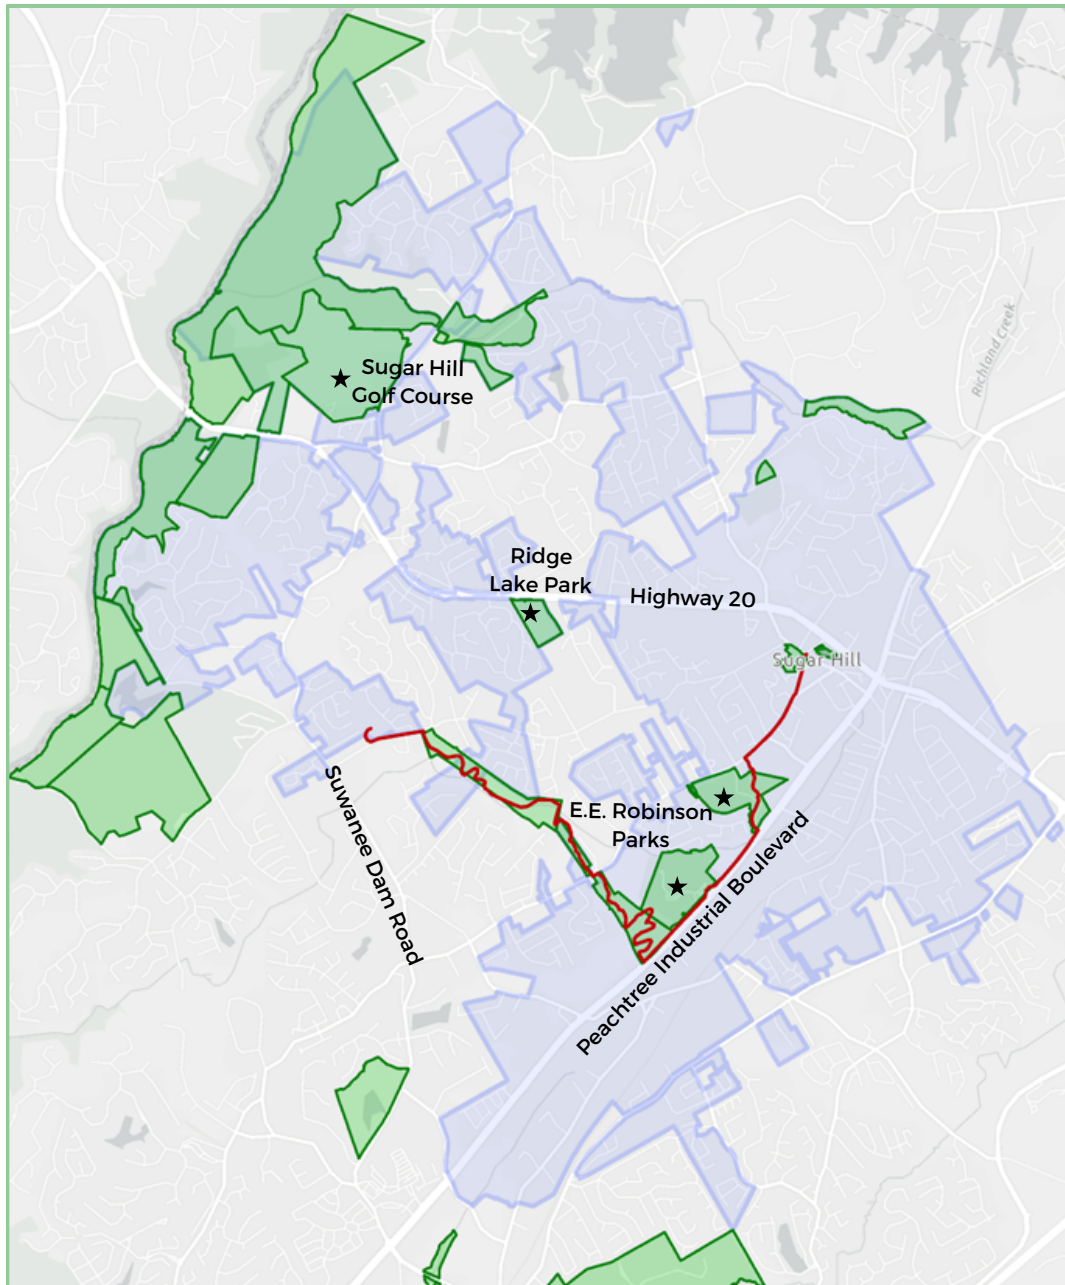 Richland Creek
Sugar Hill
Golf Course
Ridge
Lake Park
Highway 20
Sugar Hill
Suwanee Dam Road
E.E. Robinson
Parks
Peachtree Industrial Boulevard